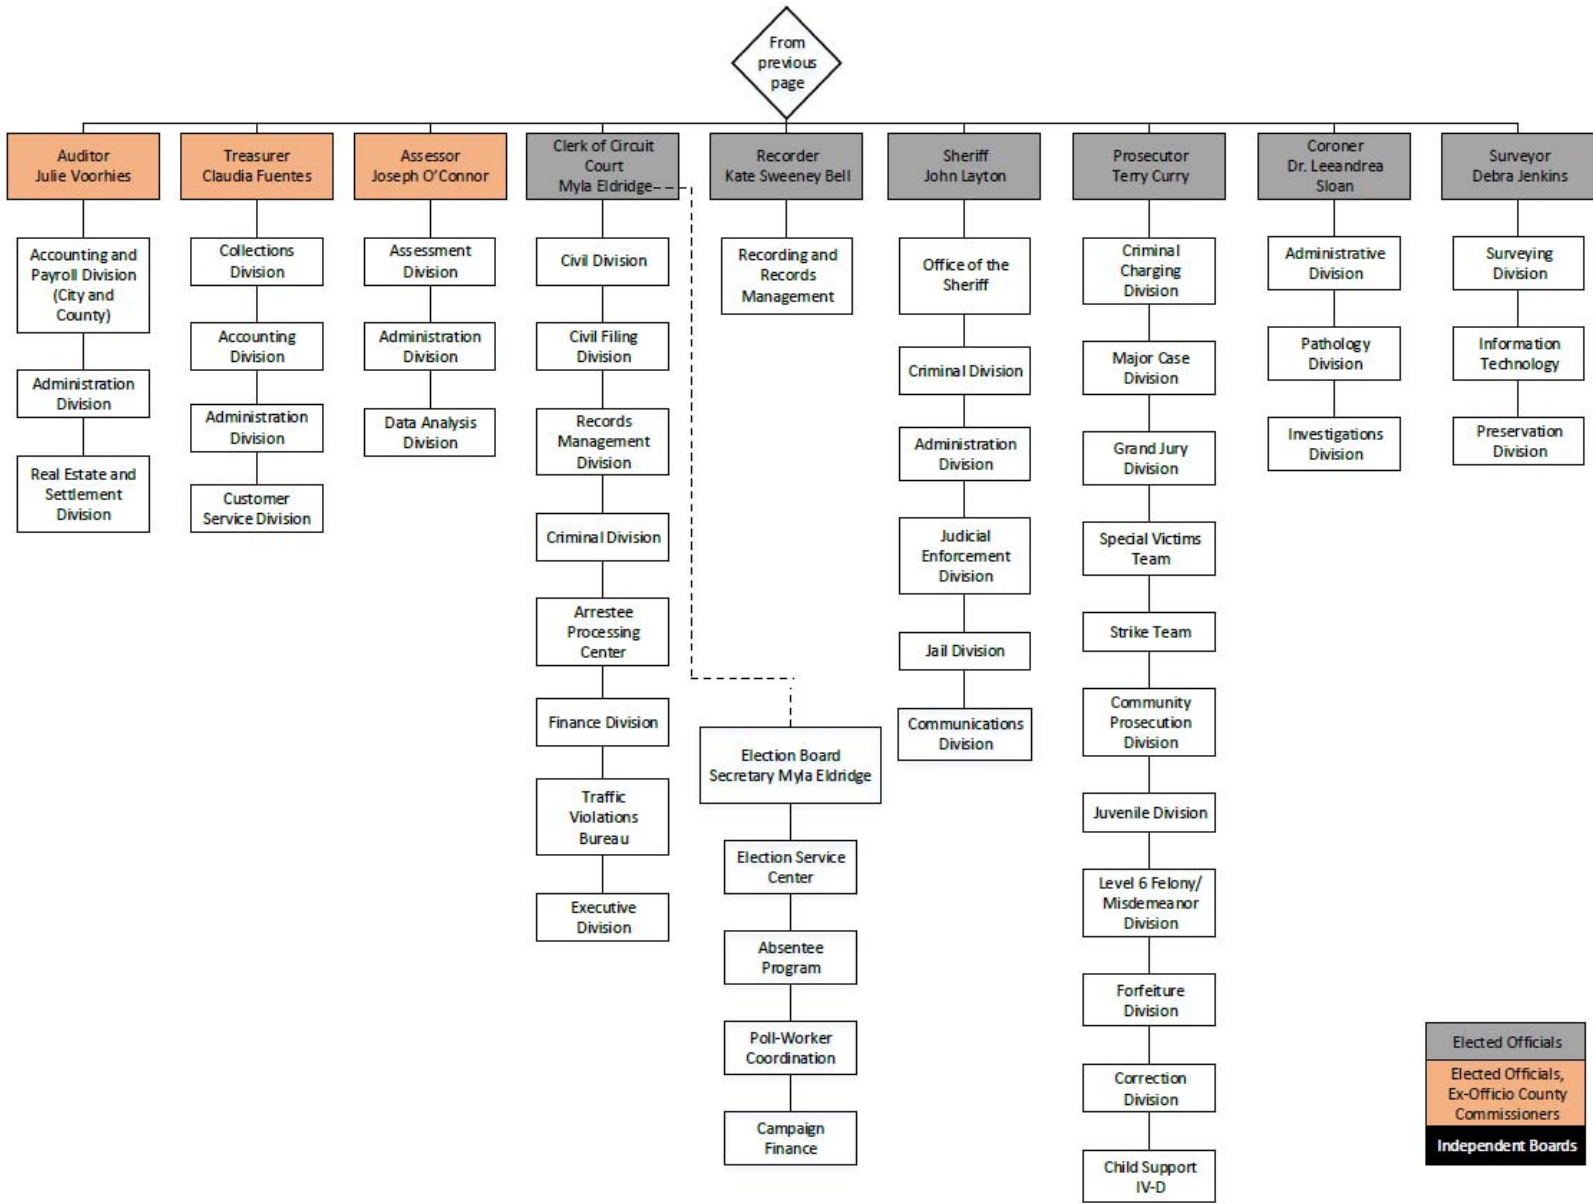 From
previous
page
Auditor
Julie Voorhies
Treasurer
Claudia Fuentes
Assessor
Joseph O’Connor
Clerk of Circuit
Court
Myla Eldridge
Recorder
Kate Sweeney Bell
Sheriff
John Layton
Prosecutor
Terry Curry
Coroner
Dr. Leeandrea
Sloan
Surveyor
Debra Jenkins
Accounting and
Payroll Division
(City and
County)
Administration
Division
Real Estate and
Settlement
Division
Collections
Division
Accounting
Division
Administration
Division
Customer
Service Division
Assessment
Division
Administration
Division
Data Analysis
Division
Civil Division
Civil Filing
Division
Records
Management
Division
Criminal Division
Arrestee
Processing
Center
Finance Division
Traffic
Violations
Bureau
Executive
Division
Recording and
Records
Management
Election Board
Secretary Myla Eldridge
Election Service
Center
Absentee
Program
Poll-Worker
Coordination
Campaign
Finance
Office of the
Sheriff
Criminal Division
Administration
Division
Judicial
Enforcement
Division
Jail Division
Communications
Division
Criminal
Charging
Division
Major Case
Division
Grand Jury
Division
Special Victims
Team
Strike Team
Community
Prosecution
Division
Juvenile Division
Level 6 Felony/
Misdemeanor
Division
Forfeiture
Division
Correction
Division
Child Support
IV-D
Administrative
Division
Pathology
Division
Investigations
Division
Surveying
Division
Information
Technology
Preservation
Division
Elected Officials
Elected Officials,
Ex-Officio County
Commissioners
Independent Boards